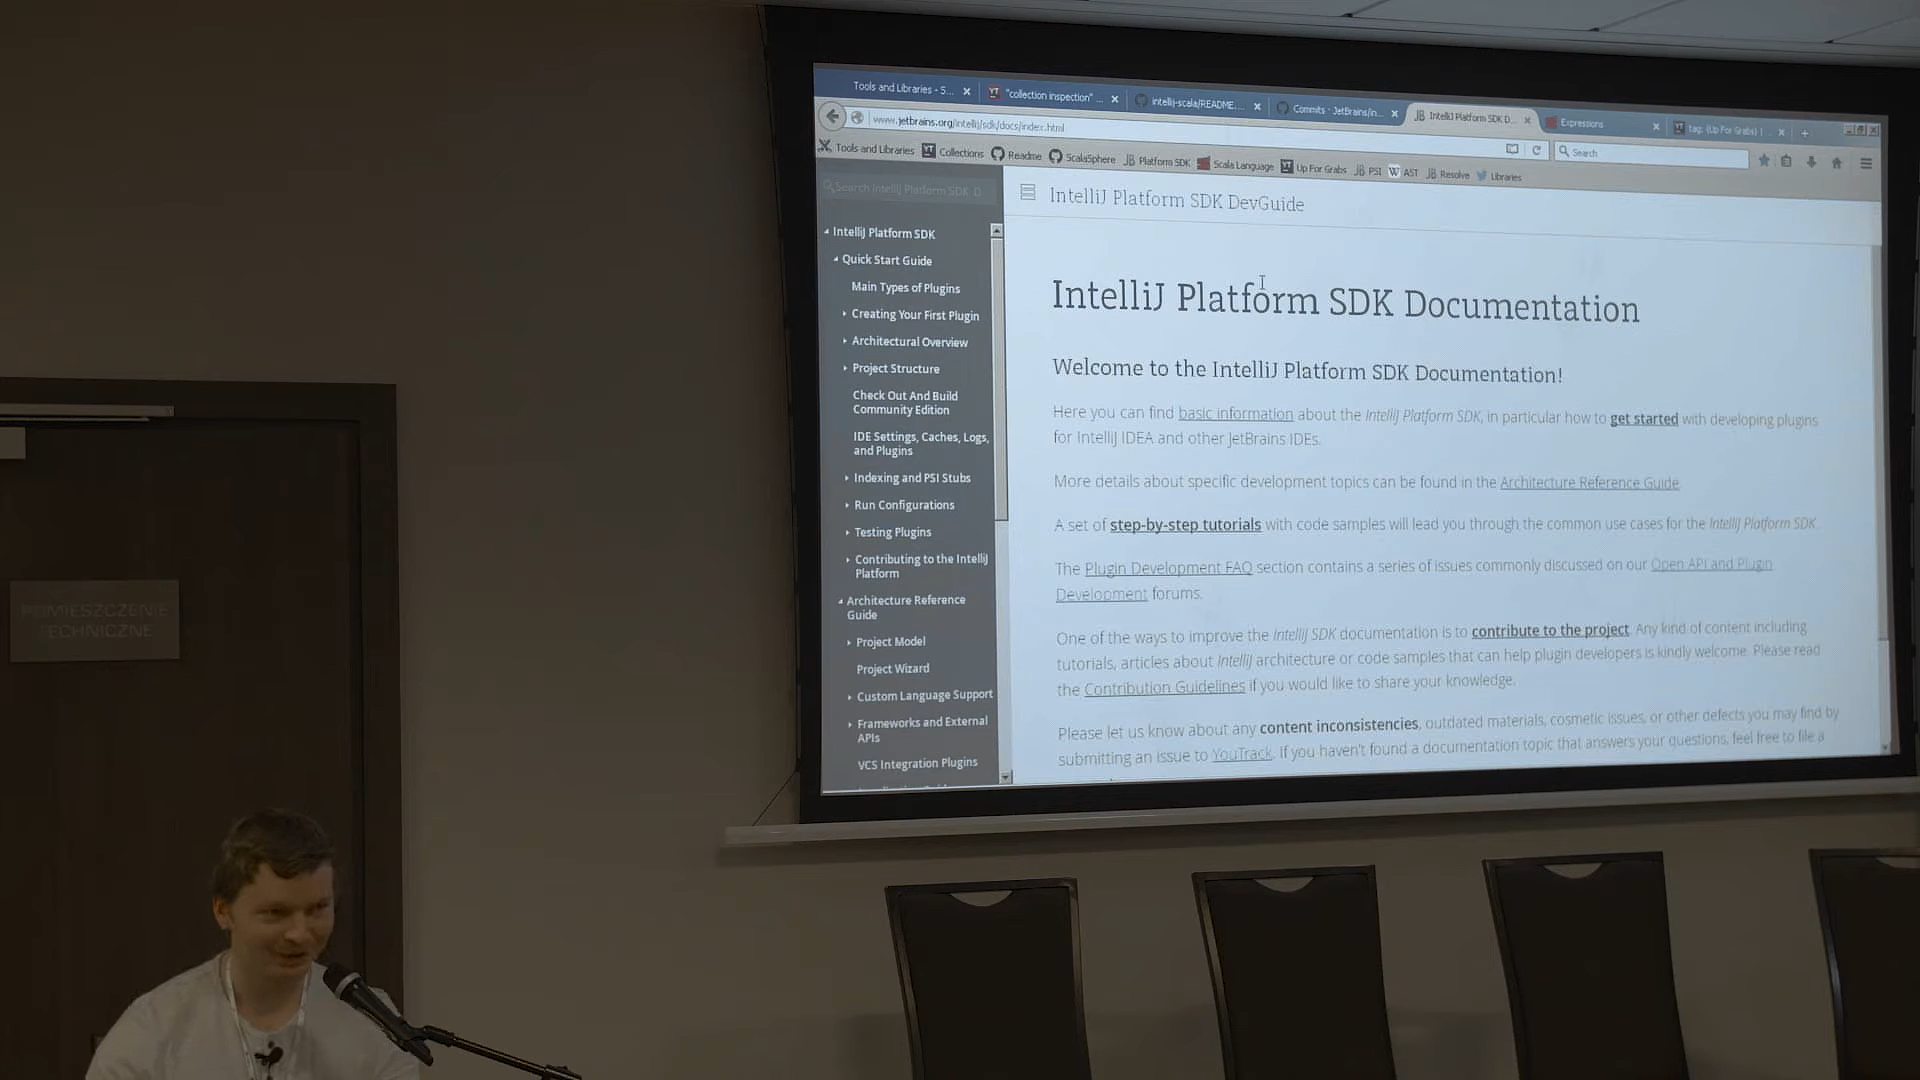 Tools and Libraries - S...
"collection inspection" ...
intellij-scala/README....
Commits · JetBrains/in...
IntelliJ Platform SDK D...
Expressions
tag: {Up For Grabs} | ...
www.jetbrains.org/intellij/sdk/docs/index.html
Search
Tools and Libraries
Collections
Readme
ScalaSphere
Platform SDK
Scala Language
Up For Grabs
PSI
AST
Resolve
Libraries
Search IntelliJ Platform SDK D
IntelliJ Platform SDK DevGuide
IntelliJ Platform SDK
Quick Start Guide
Main Types of Plugins
Creating Your First Plugin
Architectural Overview
Project Structure
Check Out And Build
Community Edition
IDE Settings, Caches, Logs,
and Plugins
Indexing and PSI Stubs
Run Configurations
Testing Plugins
Contributing to the IntelliJ
Platform
Architecture Reference
Guide
Project Model
Project Wizard
Custom Language Support
Frameworks and External
APIs
VCS Integration Plugins
IntelliJ Platform SDK Documentation
Welcome to the IntelliJ Platform SDK Documentation!
Here you can find basic information about the IntelliJ Platform SDK, in particular how to get started with developing plugins
for IntelliJ IDEA and other JetBrains IDEs.
More details about specific development topics can be found in the Architecture Reference Guide.
A set of step-by-step tutorials with code samples will lead you through the common use cases for the IntelliJ Platform SDK.
The Plugin Development FAQ section contains a series of issues commonly discussed on our Open API and Plugin
Development forums.
One of the ways to improve the IntelliJ SDK documentation is to contribute to the project. Any kind of content including
tutorials, articles about IntelliJ architecture or code samples that can help plugin developers is kindly welcome. Please read
the Contribution Guidelines if you would like to share your knowledge.
Please let us know about any content inconsistencies, outdated materials, cosmetic issues, or other defects you may find by
submitting an issue to YouTrack. If you haven't found a documentation topic that answers your questions, feel free to file a
POMIESZCZENIE
TECHNICZNE